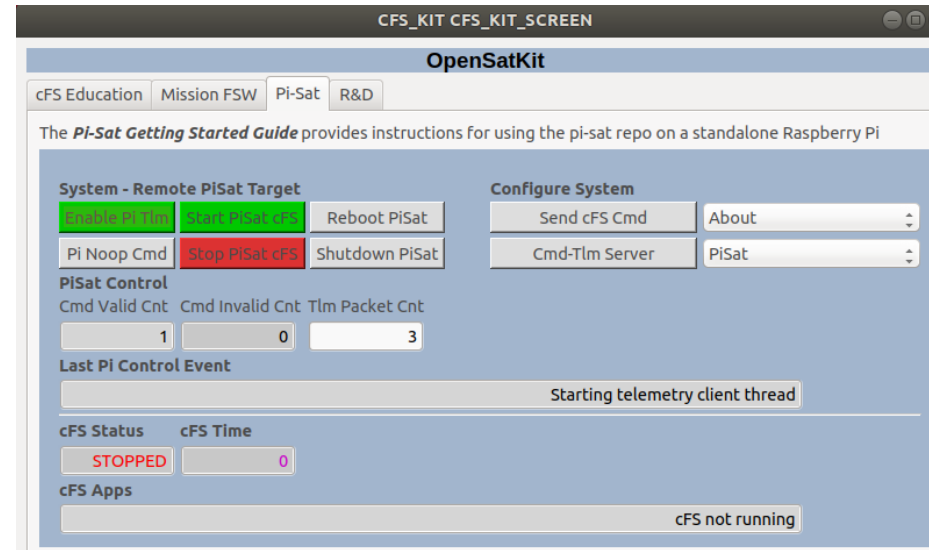 CFS_KIT CFS_KIT_SCREEN
OpenSatKit
cFS Education Mission FSW Pi-Sat R&D
The Pi-Sat Getting Started Guide provides instructions for using the pi-sat repo on a standalone Raspberry Pi
System - Remote PiSat Target Configure System
Enable Pi Tlm Start PiSat cFS Reboot PiSat Send cFS Cmd About
Pi Noop Cmd Stop PiSat cFS Shutdown PiSat Cmd-Tlm Server PiSat
PiSat Control
Cmd Valid Cnt Cmd Invalid Cnt Tlm Packet Cnt
1 0 3
Last Pi Control Event
Starting telemetry client thread
cFS Status cFS Time
STOPPED 0
cFS Apps
cFS not running